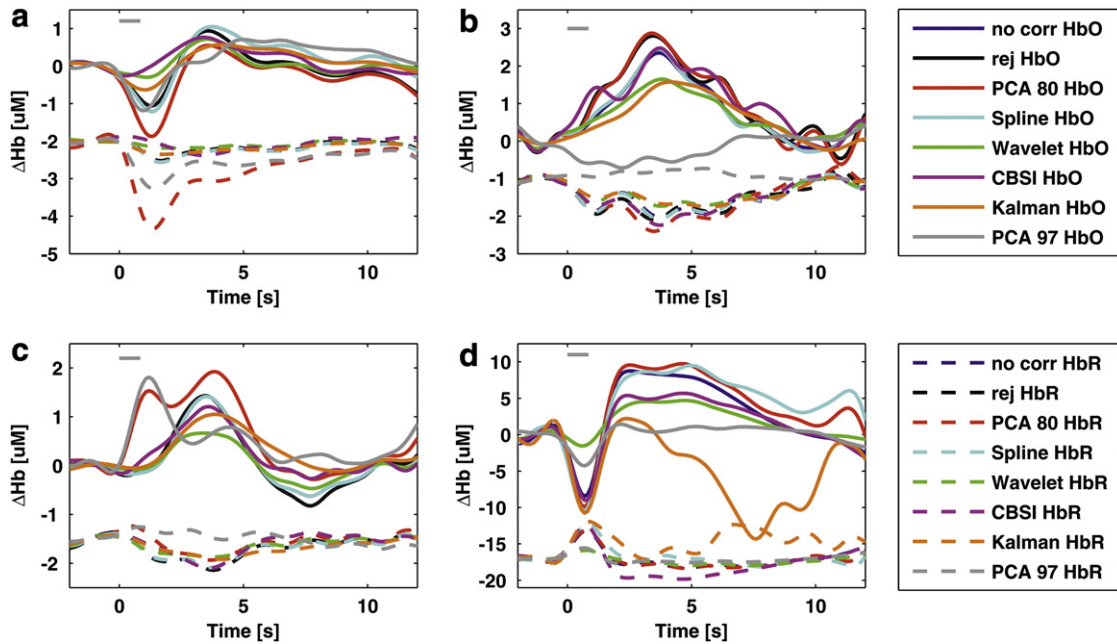 a
1
0
-1
-2
-3
-4
-5
ΔHb [uM]
0 5 10
Time [s]
b
3
2
1
0
-1
-2
-3
ΔHb [uM]
0 5 10
Time [s]
no corr HbO
rej HbO
PCA 80 HbO
Spline HbO
Wavelet HbO
CBSI HbO
Kalman HbO
PCA 97 HbO
c
2
1
0
-1
-2
ΔHb [uM]
0 5 10
Time [s]
d
10
5
0
-5
-10
-15
-20
ΔHb [uM]
0 5 10
Time [s]
no corr HbR
rej HbR
PCA 80 HbR
Spline HbR
Wavelet HbR
CBSI HbR
Kalman HbR
PCA 97 HbR